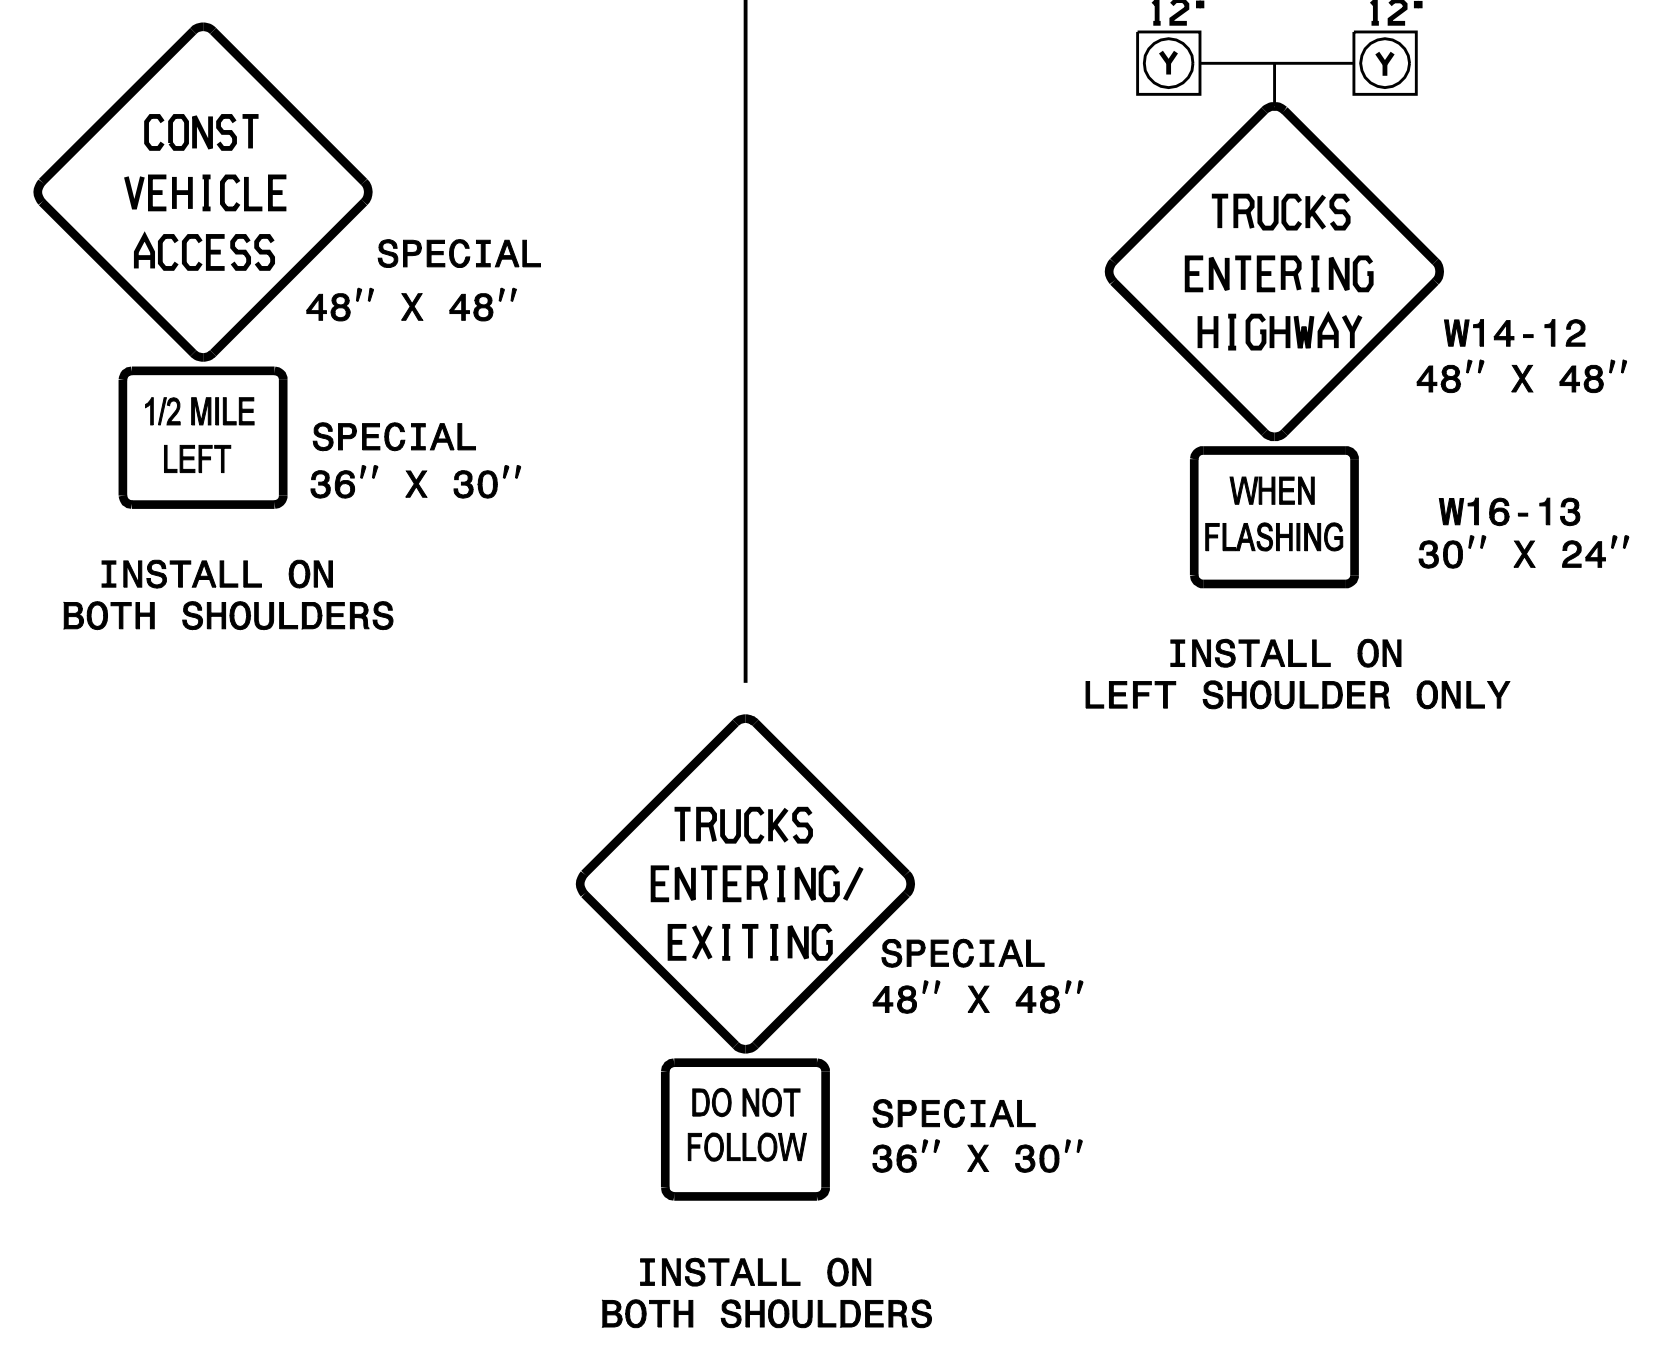 CONST
VEHICLE
ACCESS
SPECIAL
48" X 48"
1/2 MILE
LEFT
SPECIAL
36" X 30"
INSTALL ON
BOTH SHOULDERS
12" 12"
Y Y
TRUCKS
ENTERING
HIGHWAY
W14-12
48" X 48"
WHEN
FLASHING
W16-13
30" X 24"
INSTALL ON
LEFT SHOULDER ONLY
TRUCKS
ENTERING/
EXITING
SPECIAL
48" X 48"
DO NOT
FOLLOW
SPECIAL
36" X 30"
INSTALL ON
BOTH SHOULDERS